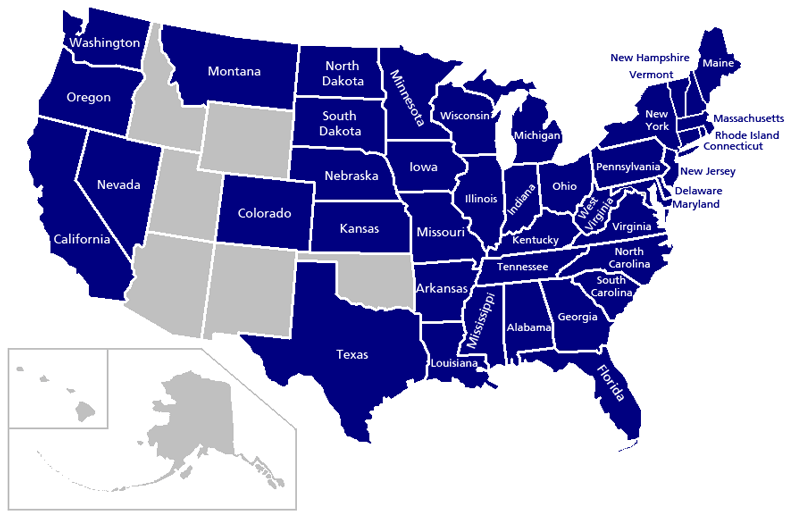 Washington
Montana
North
Dakota
Minnesota
New Hampshire
Vermont
Maine
Oregon
South
Dakota
Wisconsin
Michigan
New
York
Massachusetts
Rhode Island
Connecticut
Nevada
Nebraska
Iowa
Illinois
Indiana
Ohio
Pennsylvania
New Jersey
Delaware
Maryland
California
Colorado
Kansas
Missouri
Kentucky
West
Virginia
Virginia
Arkansas
Tennessee
North
Carolina
South
Carolina
Texas
Louisiana
Mississippi
Alabama
Georgia
Florida